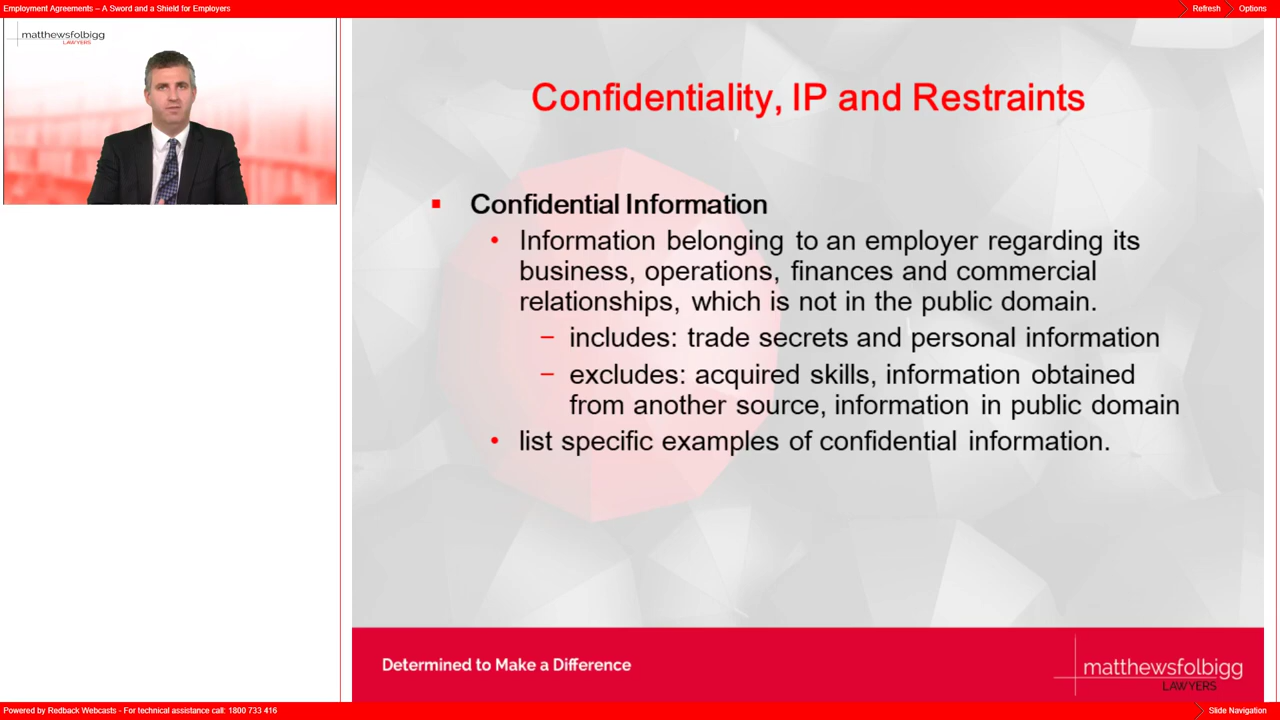 Employment Agreements – A Sword and a Shield for Employers
Refresh
Options
matthewsfolbigg
LAWYERS
Confidentiality, IP and Restraints
▪ Confidential Information
• Information belonging to an employer regarding its
business, operations, finances and commercial
relationships, which is not in the public domain.
– includes: trade secrets and personal information
– excludes: acquired skills, information obtained
from another source, information in public domain
• list specific examples of confidential information.
Determined to Make a Difference
matthewsfolbigg
LAWYERS
Powered by Redback Webcasts - For technical assistance call: 1800 733 416
Slide Navigation